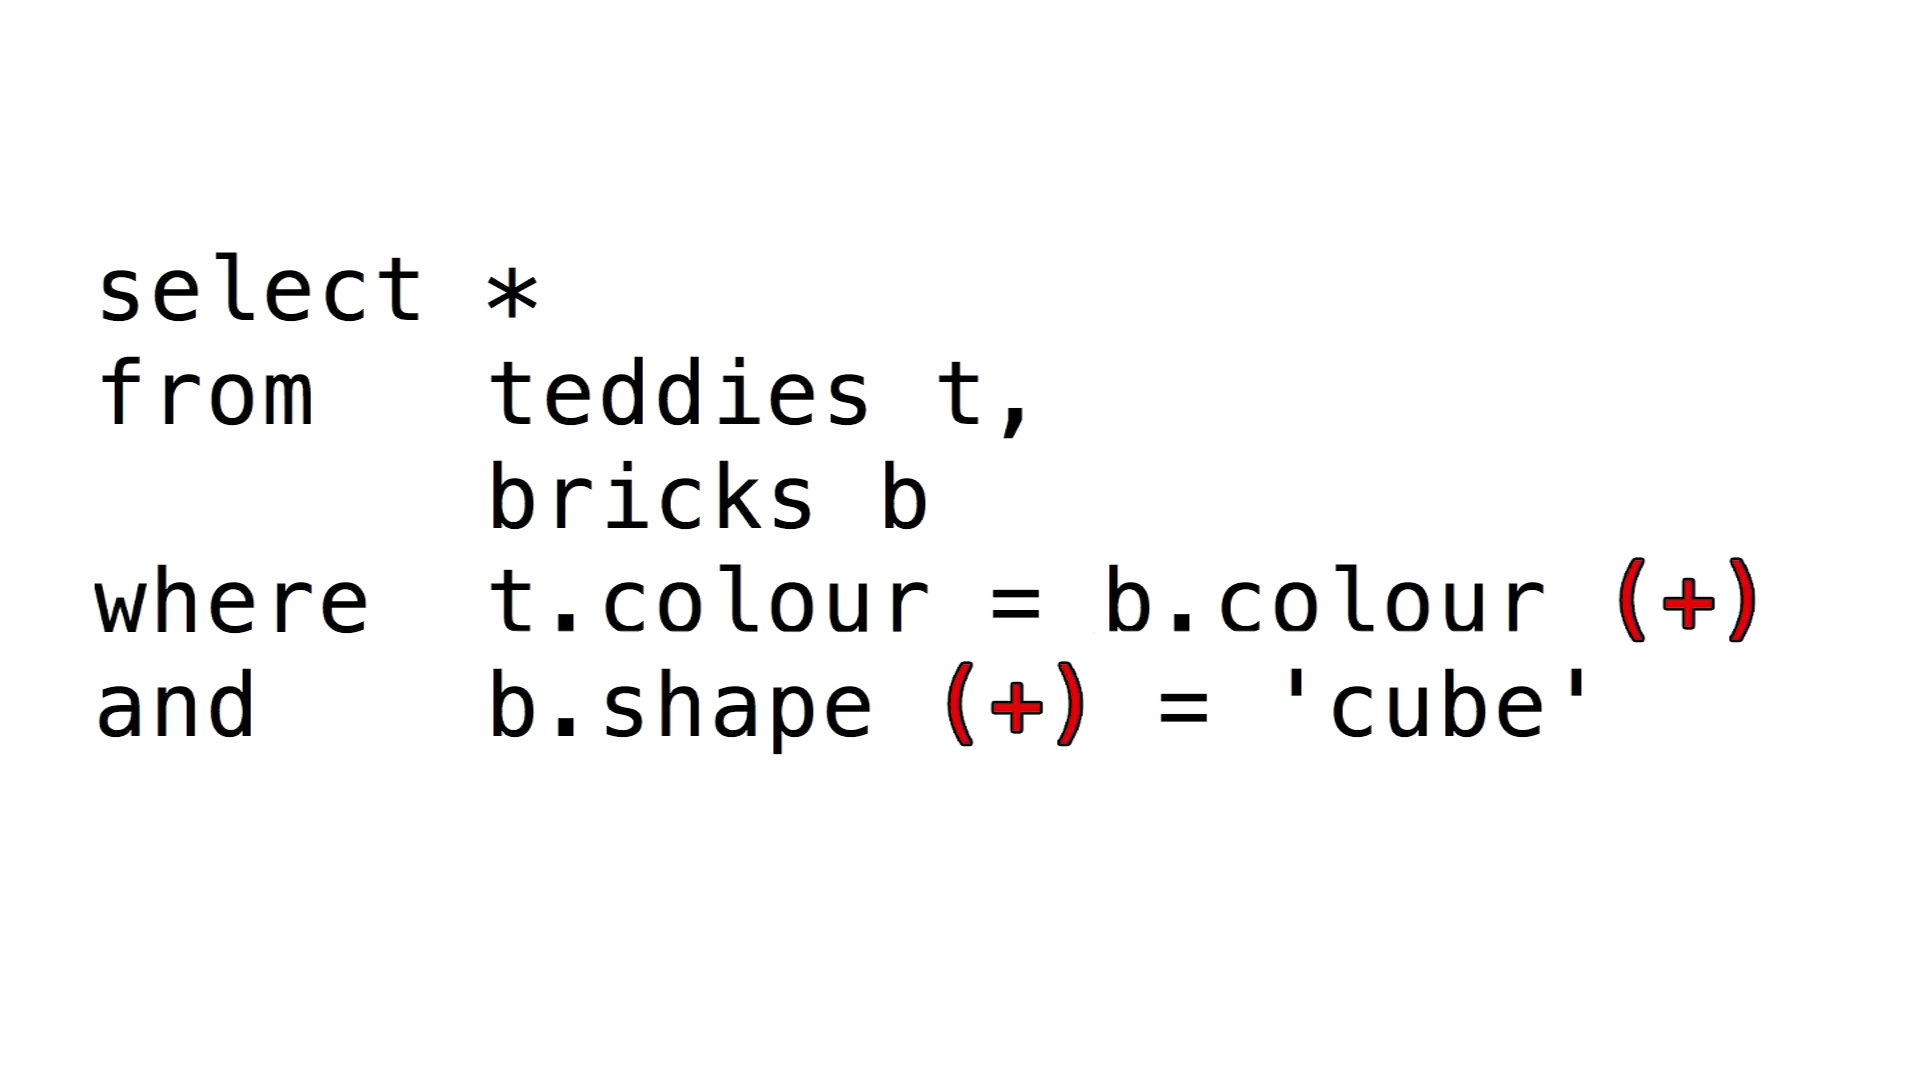 select *
from   teddies t,
       bricks b
where  t.colour = b.colour (+)
and    b.shape (+) = 'cube'